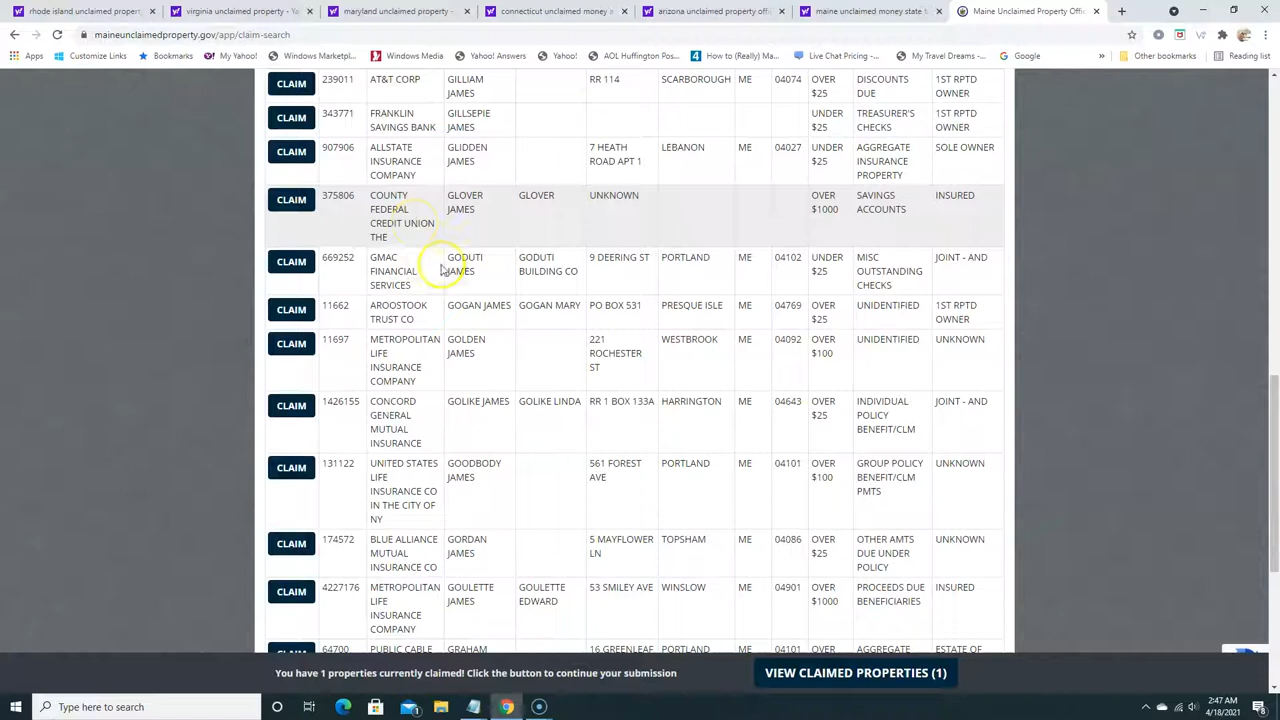 rhode island unclaimed property
virginia unclaimed property - Ya
maryland unclaimed property -
connecticut unclaimed money a
arizona unclaimed property offi
maine unclaimed money state t
Maine Unclaimed Property Offic
maineunclaimedproperty.gov/app/claim-search
Apps
Customize Links
Bookmarks
My Yahoo!
Windows Marketpl...
Windows Media
Yahoo! Answers
Yahoo!
AOL Huffington Pos...
How to (Really) Ma...
Live Chat Pricing -...
My Travel Dreams -...
Google
»
Other bookmarks
Reading list
CLAIM 239011 AT&T CORP GILLIAM RR 114 SCARBOROUGH ME 04074 OVER DISCOUNTS 1ST RPTD
JAMES $25 DUE OWNER
CLAIM 343771 FRANKLIN GILLSEPIE UNDER TREASURER'S 1ST RPTD
SAVINGS BANK JAMES $25 CHECKS OWNER
CLAIM 907906 ALLSTATE GLIDDEN 7 HEATH LEBANON ME 04027 UNDER AGGREGATE SOLE OWNER
INSURANCE JAMES ROAD APT 1 $25 INSURANCE
COMPANY PROPERTY
CLAIM 375806 COUNTY GLOVER GLOVER UNKNOWN OVER SAVINGS INSURED
FEDERAL JAMES $1000 ACCOUNTS
CREDIT UNION
THE
CLAIM 669252 GMAC GODUTI GODUTI 9 DEERING ST PORTLAND ME 04102 UNDER MISC JOINT - AND
FINANCIAL JAMES BUILDING CO $25 OUTSTANDING
SERVICES CHECKS
CLAIM 11662 AROOSTOOK GOGAN JAMES GOGAN MARY PO BOX 531 PRESQUE ISLE ME 04769 OVER UNIDENTIFIED 1ST RPTD
TRUST CO $25 OWNER
CLAIM 11697 METROPOLITAN GOLDEN 221 WESTBROOK ME 04092 OVER UNIDENTIFIED UNKNOWN
LIFE JAMES ROCHESTER $100
INSURANCE ST
COMPANY
CLAIM 1426155 CONCORD GOLIKE JAMES GOLIKE LINDA RR 1 BOX 133A HARRINGTON ME 04643 OVER INDIVIDUAL JOINT - AND
GENERAL $25 POLICY
MUTUAL BENEFIT/CLM
INSURANCE
CLAIM 131122 UNITED STATES GOODBODY 561 FOREST PORTLAND ME 04101 OVER GROUP POLICY UNKNOWN
LIFE JAMES AVE $100 BENEFIT/CLM
INSURANCE CO PMTS
IN THE CITY OF
NY
CLAIM 174572 BLUE ALLIANCE GORDAN 5 MAYFLOWER TOPSHAM ME 04086 OVER OTHER AMTS UNKNOWN
MUTUAL JAMES LN $25 DUE UNDER
INSURANCE CO POLICY
CLAIM 4227176 METROPOLITAN GOULETTE GOULETTE 53 SMILEY AVE WINSLOW ME 04901 OVER PROCEEDS DUE INSURED
LIFE JAMES EDWARD $1000 BENEFICIARIES
INSURANCE
COMPANY
CLAIM 64700 PUBLIC CABLE GRAHAM 16 GREENLEAF PORTLAND ME 04101 OVER AGGREGATE ESTATE OF
You have 1 properties currently claimed! Click the button to continue your submission
VIEW CLAIMED PROPERTIES (1)
Type here to search
2:47 AM
4/18/2021